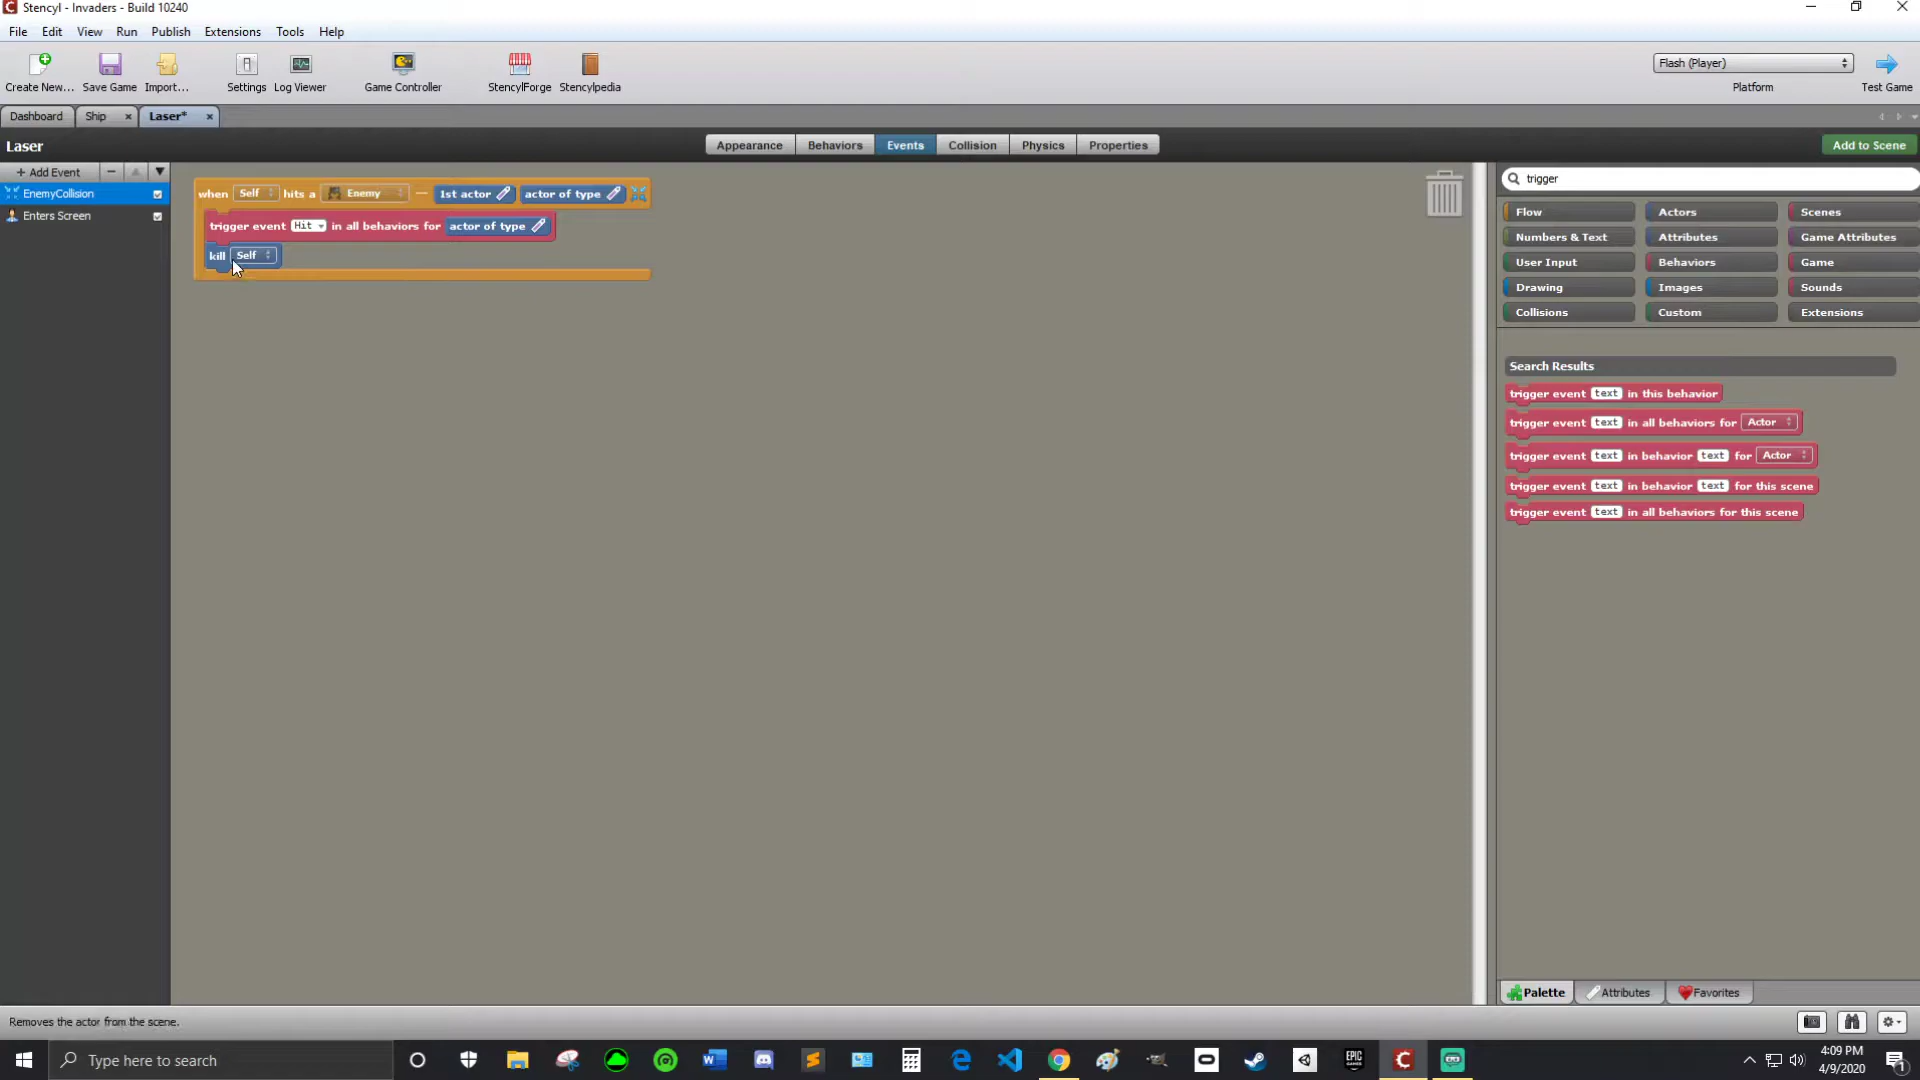 Stencyl - Invaders - Build 10240
File Edit View Run Publish Extensions Tools Help
Create New... Save Game Import... Settings Log Viewer Game Controller StencylForge Stencylpedia
Flash (Player)
Platform
Test Game
Dashboard Ship Laser*
Laser
Appearance Behaviors Events Collision Physics Properties
Add to Scene
+ Add Event
EnemyCollision
Enters Screen
when Self hits a Enemy — 1st actor actor of type
trigger event Hit in all behaviors for actor of type
kill Self
trigger
Flow Actors Scenes
Numbers & Text Attributes Game Attributes
User Input Behaviors Game
Drawing Images Sounds
Collisions Custom Extensions
Search Results
trigger event text in this behavior
trigger event text in all behaviors for Actor
trigger event text in behavior text for Actor
trigger event text in behavior text for this scene
trigger event text in all behaviors for this scene
Palette Attributes Favorites
Removes the actor from the scene.
Type here to search
EPIC GAMES
4:09 PM
4/9/2020
1